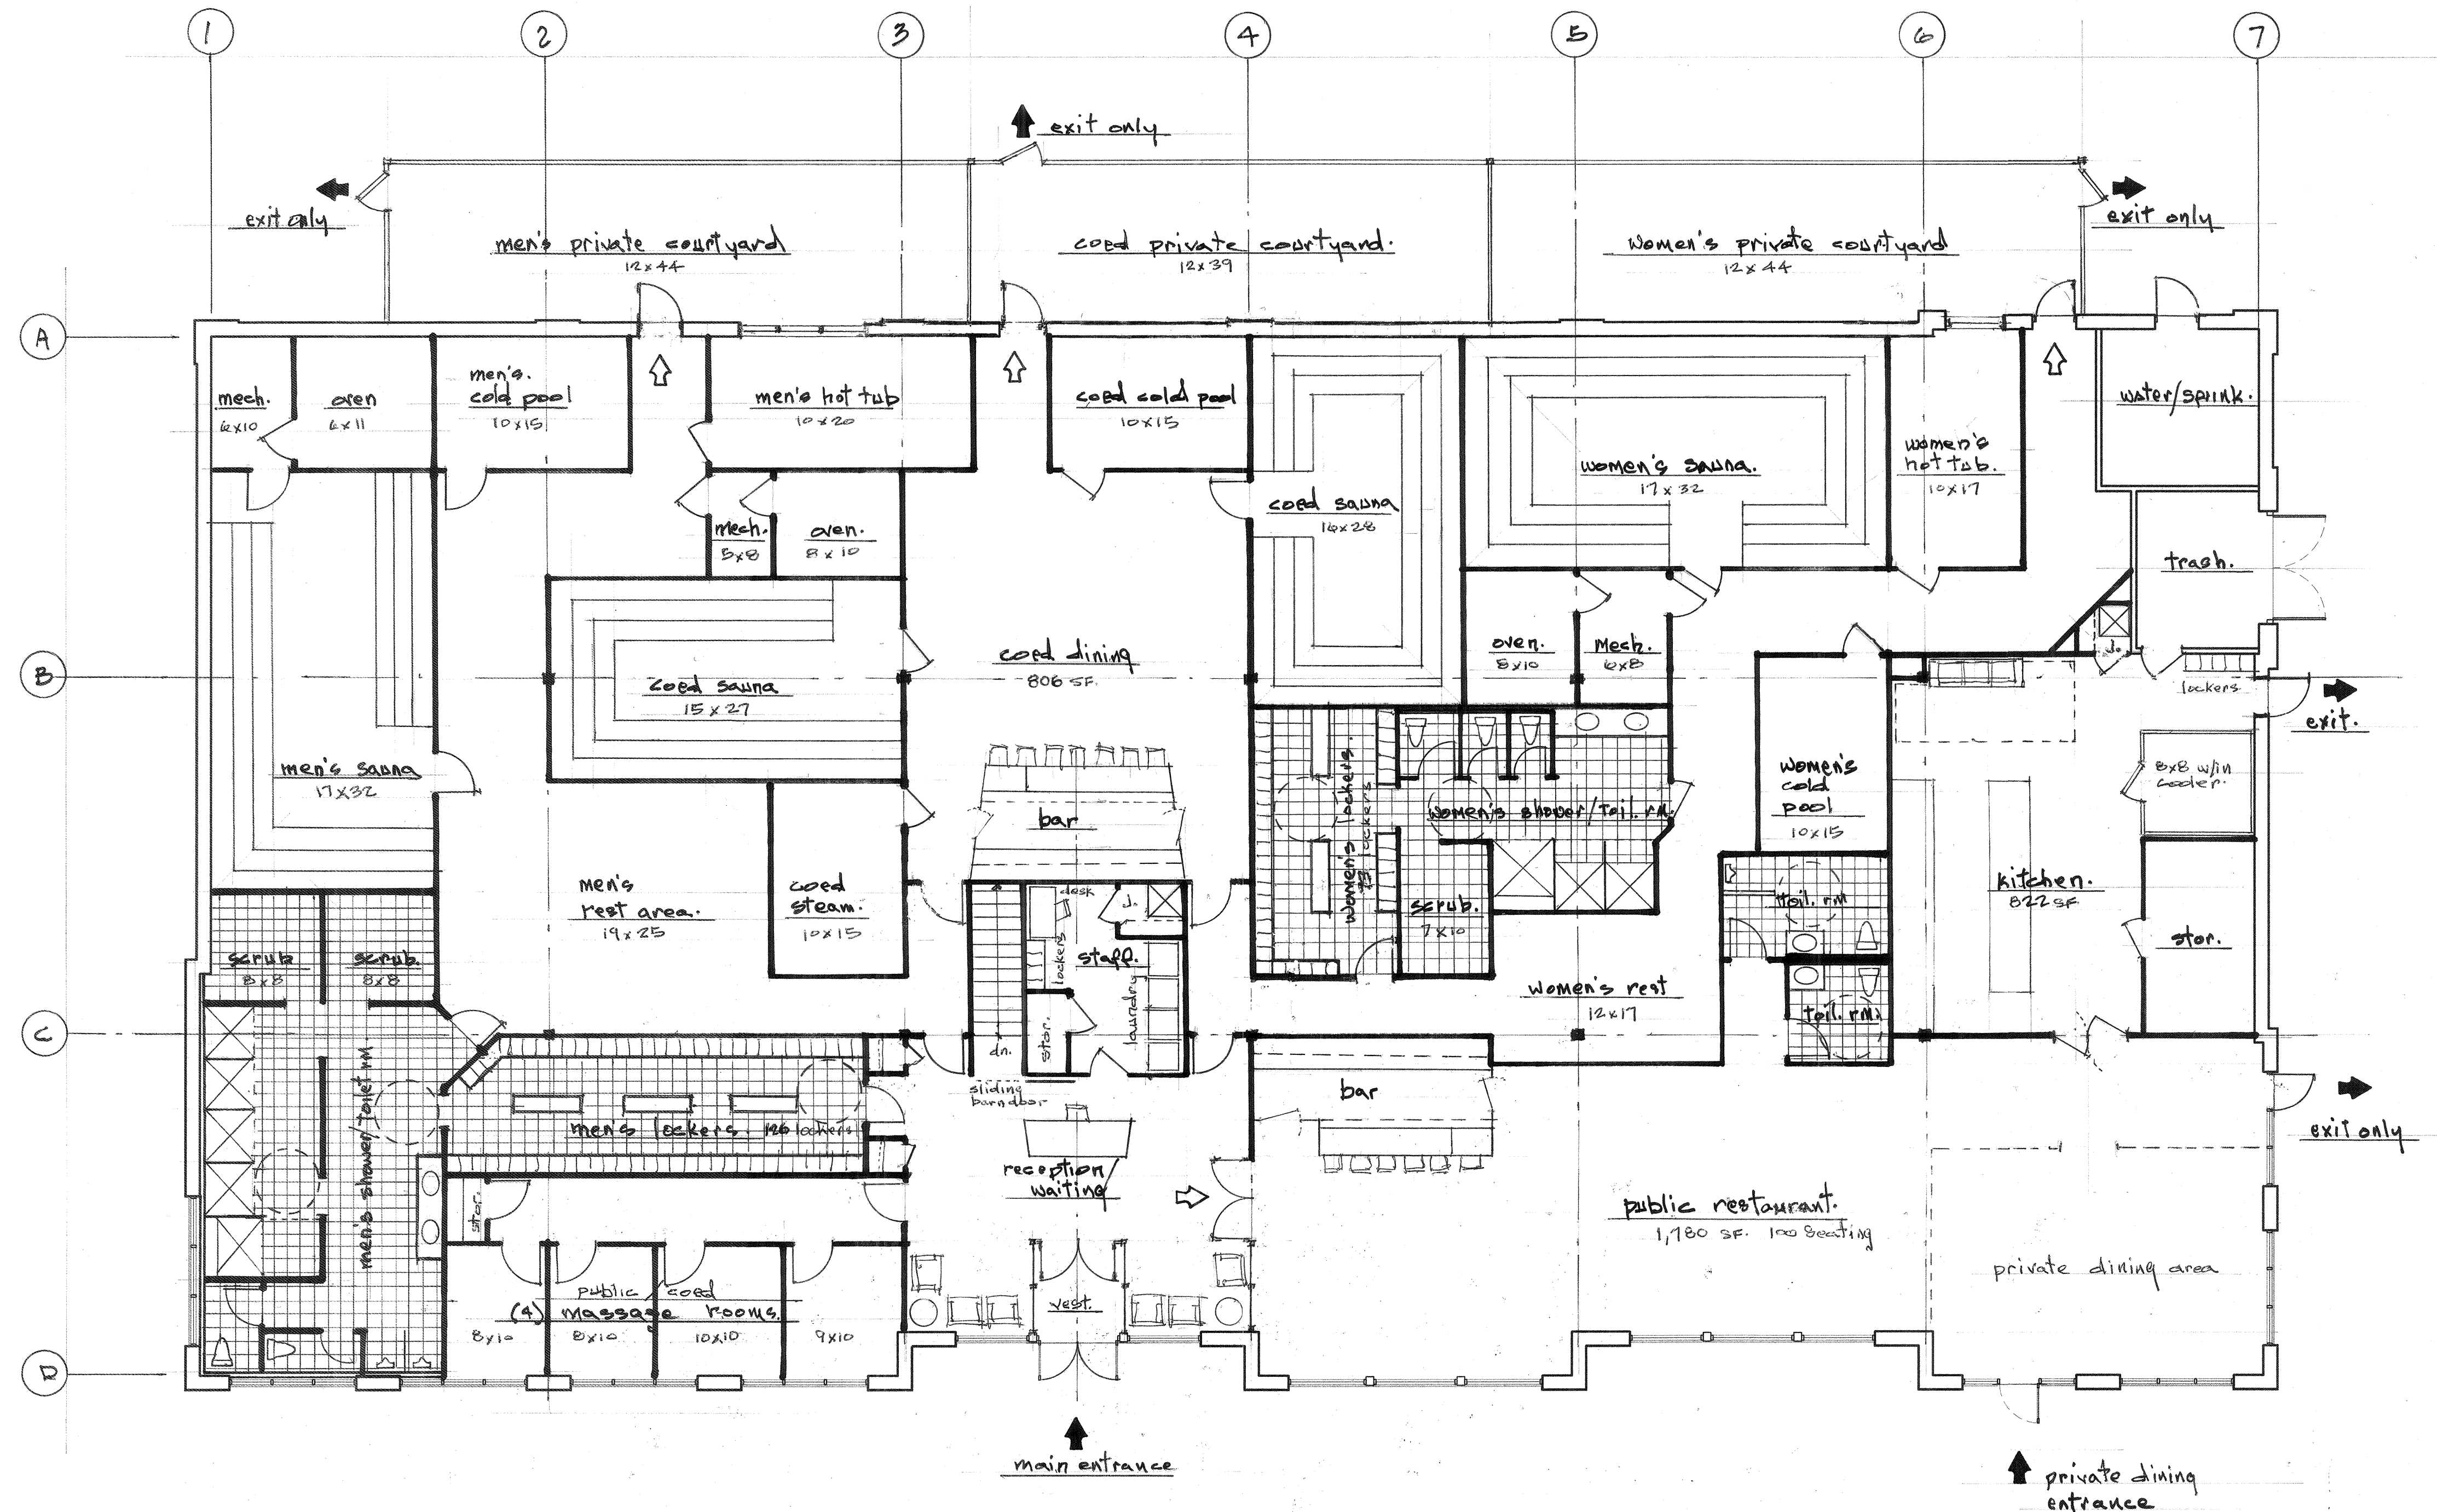 1
2
3
4
5
6
7
exit only
exit only
exit only
men's private courtyard
12x44
coed private courtyard.
12x39
women's private courtyard
12x44
A
mech.
6x10
oven
6x11
men's.
cold pool
10x15
men's hot tub
10x20
coed cold pool
10x15
water/sprink.
women's sauna.
17x32
women's
hot tub.
10x17
coed sauna
16x28
mech.
5x8
oven.
8x10
trash.
B
coed dining
806 SF.
oven.
8x10
mech.
6x8
J.
lockers
exit.
coed sauna
15x27
men's sauna
17x32
bar
women's lockers.
lockers
women's shower/toil. rm.
women's
cold
pool
10x15
8x8 w/in
cooler.
men's
rest area.
19x25
coed
steam.
10x15
desk
J.
lockers
staff.
laundry
stor.
dn.
scrub.
7x10
toil. rm
kitchen.
822 SF
stor.
scrub
8x8
scrub.
8x8
women's rest
12x17
toil. rm.
C
sliding
barn door
bar
men's shower/toilet rm.
men's lockers. 126 lockers
exit only
reception/
waiting
stor.
public restaurant.
1,780 SF. 100 seating
private dining area
public / coed
(4) massage rooms.
8x10
8x10
10x10
9x10
vest.
D
main entrance
private dining
entrance